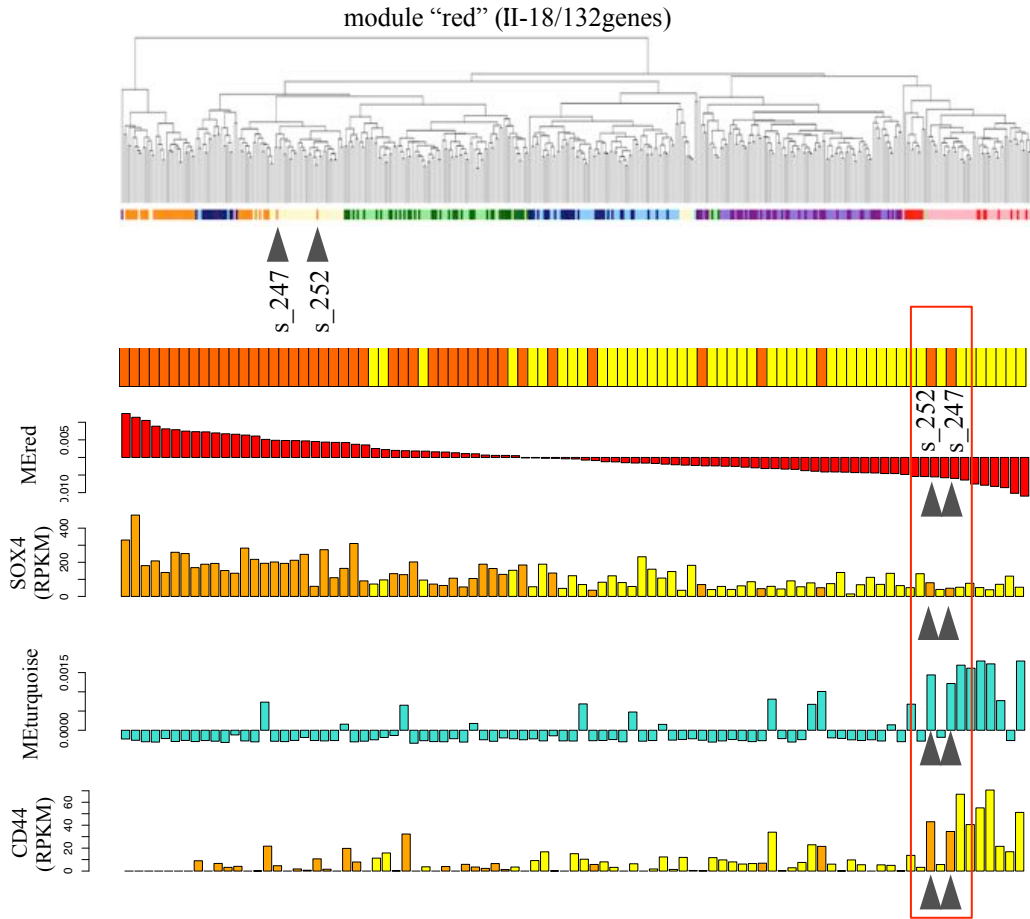 module “red” (II-18/132genes)
s_247
s_252
s_252
s_247
MEred
0.005
0.010
SOX4
(RPKM)
400
200
0
MEturquoise
0.0015
0.0000
CD44
(RPKM)
60
40
20
0